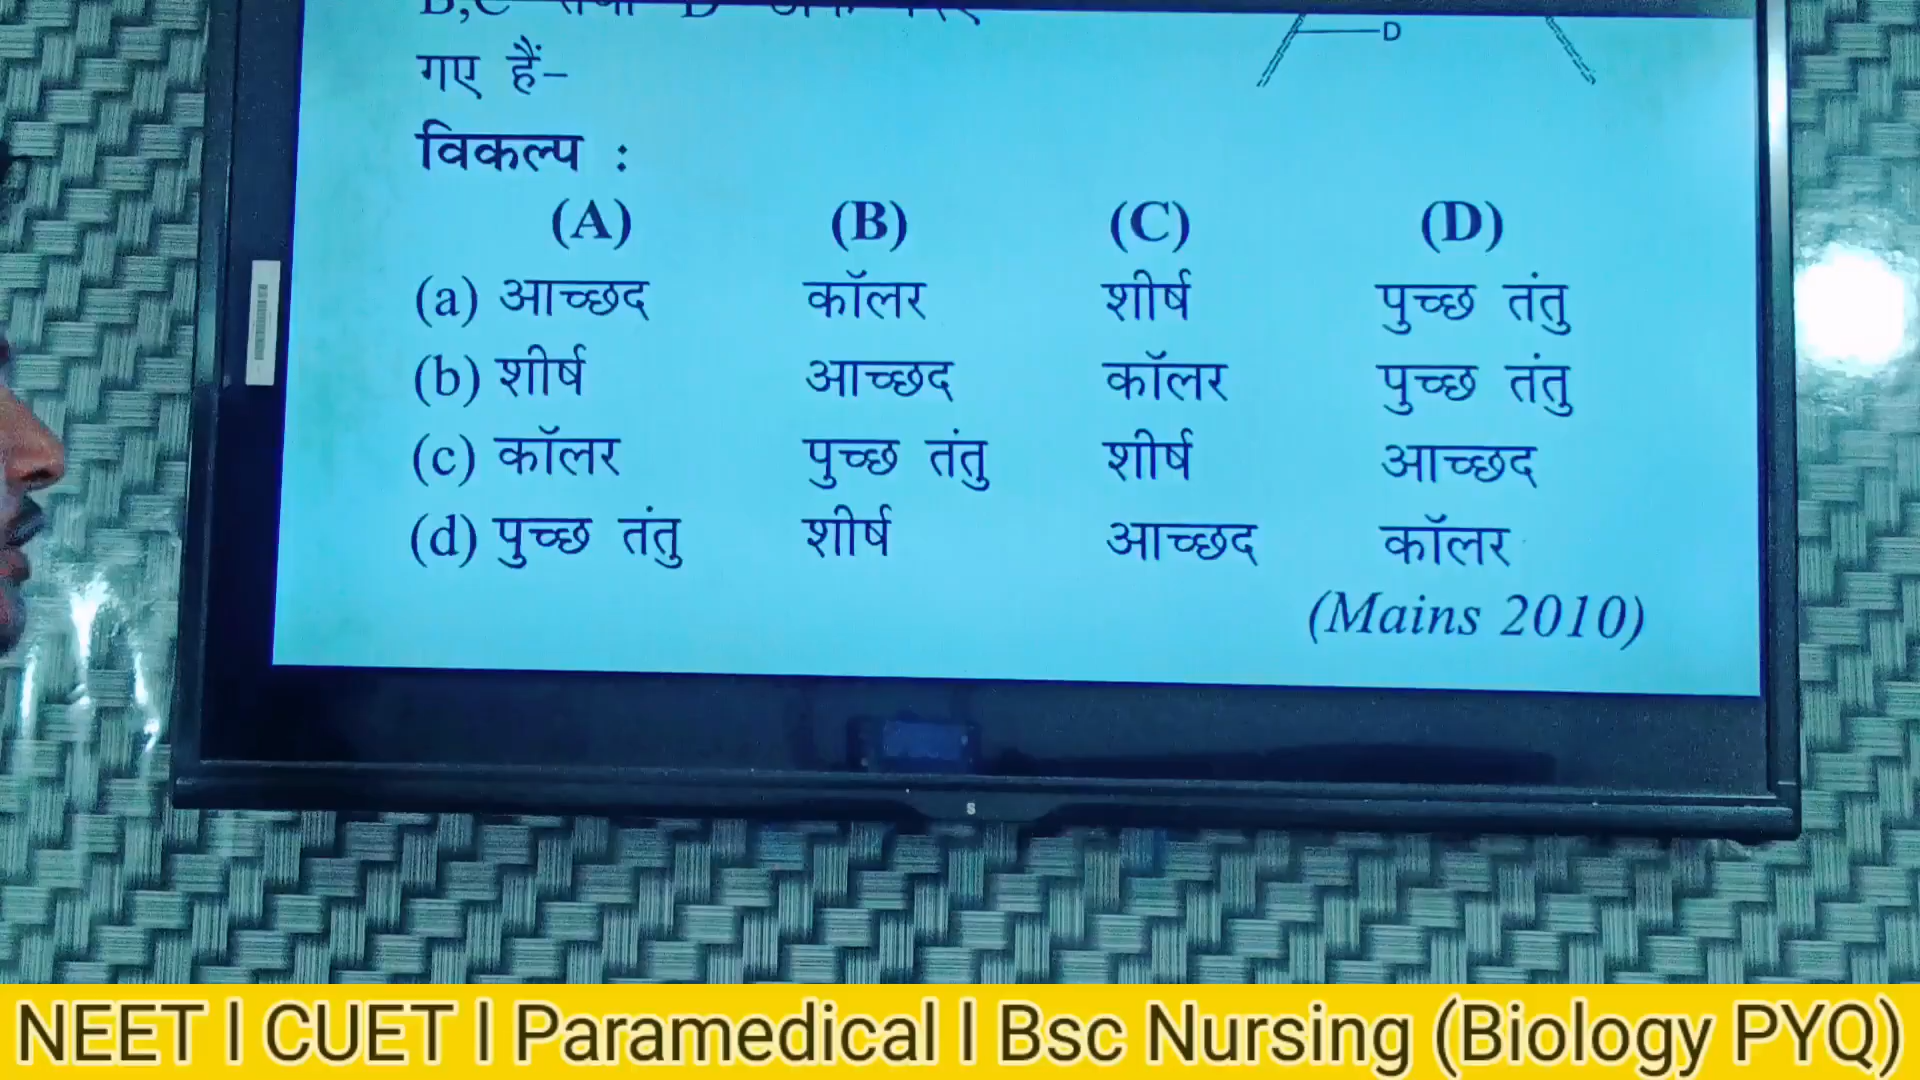 D
गए हैं–
विकल्प :
(A) (B) (C) (D)
(a) आच्छद कॉलर शीर्ष पुच्छ तंतु
(b) शीर्ष आच्छद कॉलर पुच्छ तंतु
(c) कॉलर पुच्छ तंतु शीर्ष आच्छद
(d) पुच्छ तंतु शीर्ष आच्छद कॉलर
(Mains 2010)
S
NEET l CUET l Paramedical l Bsc Nursing (Biology PYQ)